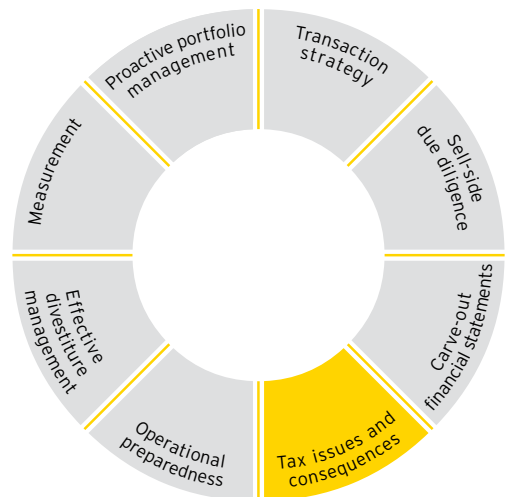 Proactive portfolio
management
Transaction
strategy
Sell-side
due diligence
Carve-out
financial statements
Tax issues and
consequences
Operational
preparedness
Effective
divestiture
management
Measurement